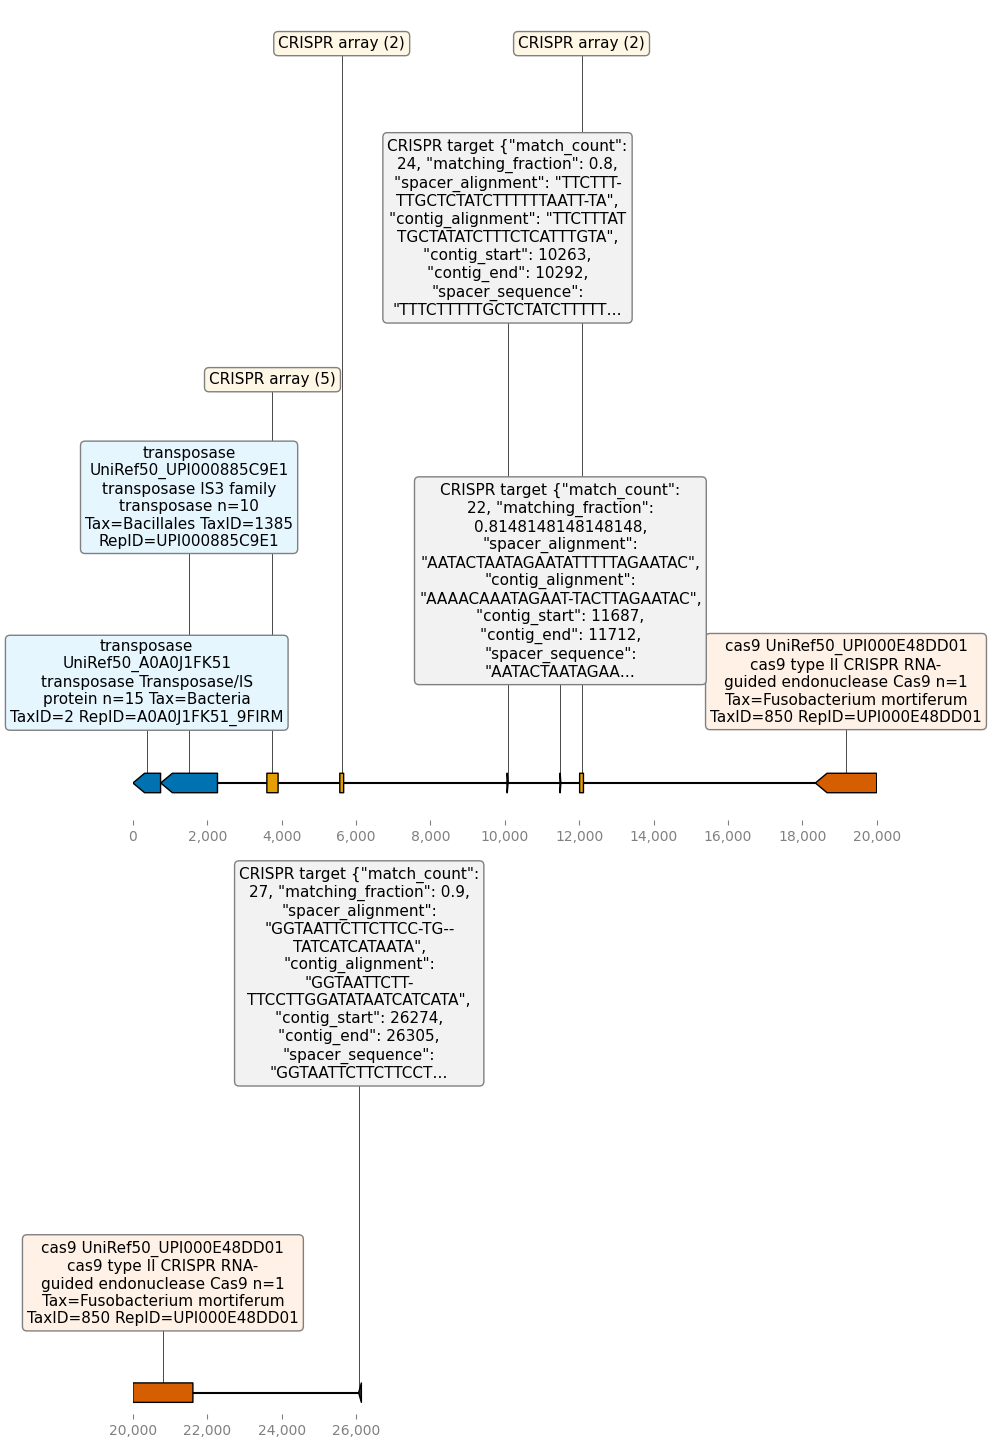 CRISPR array (2)
CRISPR array (2)
CRISPR target {"match_count":
24, "matching_fraction": 0.8,
"spacer_alignment": "TTCTTT-
TTGCTCTATCTTTTTTAATT-TA",
"contig_alignment": "TTCTTTAT
TGCTATATCTTTCTCATTTGTA",
"contig_start": 10263,
"contig_end": 10292,
"spacer_sequence":
"TTTCTTTTTGCTCTATCTTTTT...
CRISPR array (5)
transposase
UniRef50_UPI000885C9E1
transposase IS3 family
transposase n=10
Tax=Bacillales TaxID=1385
RepID=UPI000885C9E1
CRISPR target {"match_count":
22, "matching_fraction":
0.8148148148148148,
"spacer_alignment":
"AATACTAATAGAATATTTTTAGAATAC",
"contig_alignment":
"AAAACAAATAGAAT-TACTTAGAATAC",
"contig_start": 11687,
"contig_end": 11712,
"spacer_sequence":
"AATACTAATAGAA...
transposase
UniRef50_A0A0J1FK51
transposase Transposase/IS
protein n=15 Tax=Bacteria
TaxID=2 RepID=A0A0J1FK51_9FIRM
cas9 UniRef50_UPI000E48DD01
cas9 type II CRISPR RNA-
guided endonuclease Cas9 n=1
Tax=Fusobacterium mortiferum
TaxID=850 RepID=UPI000E48DD01
0 2,000 4,000 6,000 8,000 10,000 12,000 14,000 16,000 18,000 20,000
CRISPR target {"match_count":
27, "matching_fraction": 0.9,
"spacer_alignment":
"GGTAATTCTTCTTCC-TG--
TATCATCATAATA",
"contig_alignment":
"GGTAATTCTT-
TTCCTTGGATATAATCATCATA",
"contig_start": 26274,
"contig_end": 26305,
"spacer_sequence":
"GGTAATTCTTCTTCCT...
cas9 UniRef50_UPI000E48DD01
cas9 type II CRISPR RNA-
guided endonuclease Cas9 n=1
Tax=Fusobacterium mortiferum
TaxID=850 RepID=UPI000E48DD01
20,000 22,000 24,000 26,000